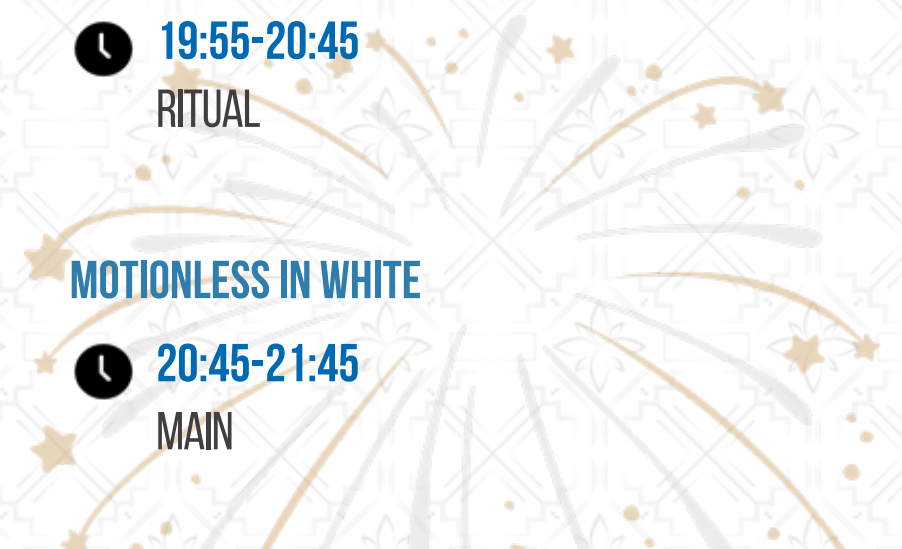 19:55-20:45
RITUAL
MOTIONLESS IN WHITE
20:45-21:45
MAIN